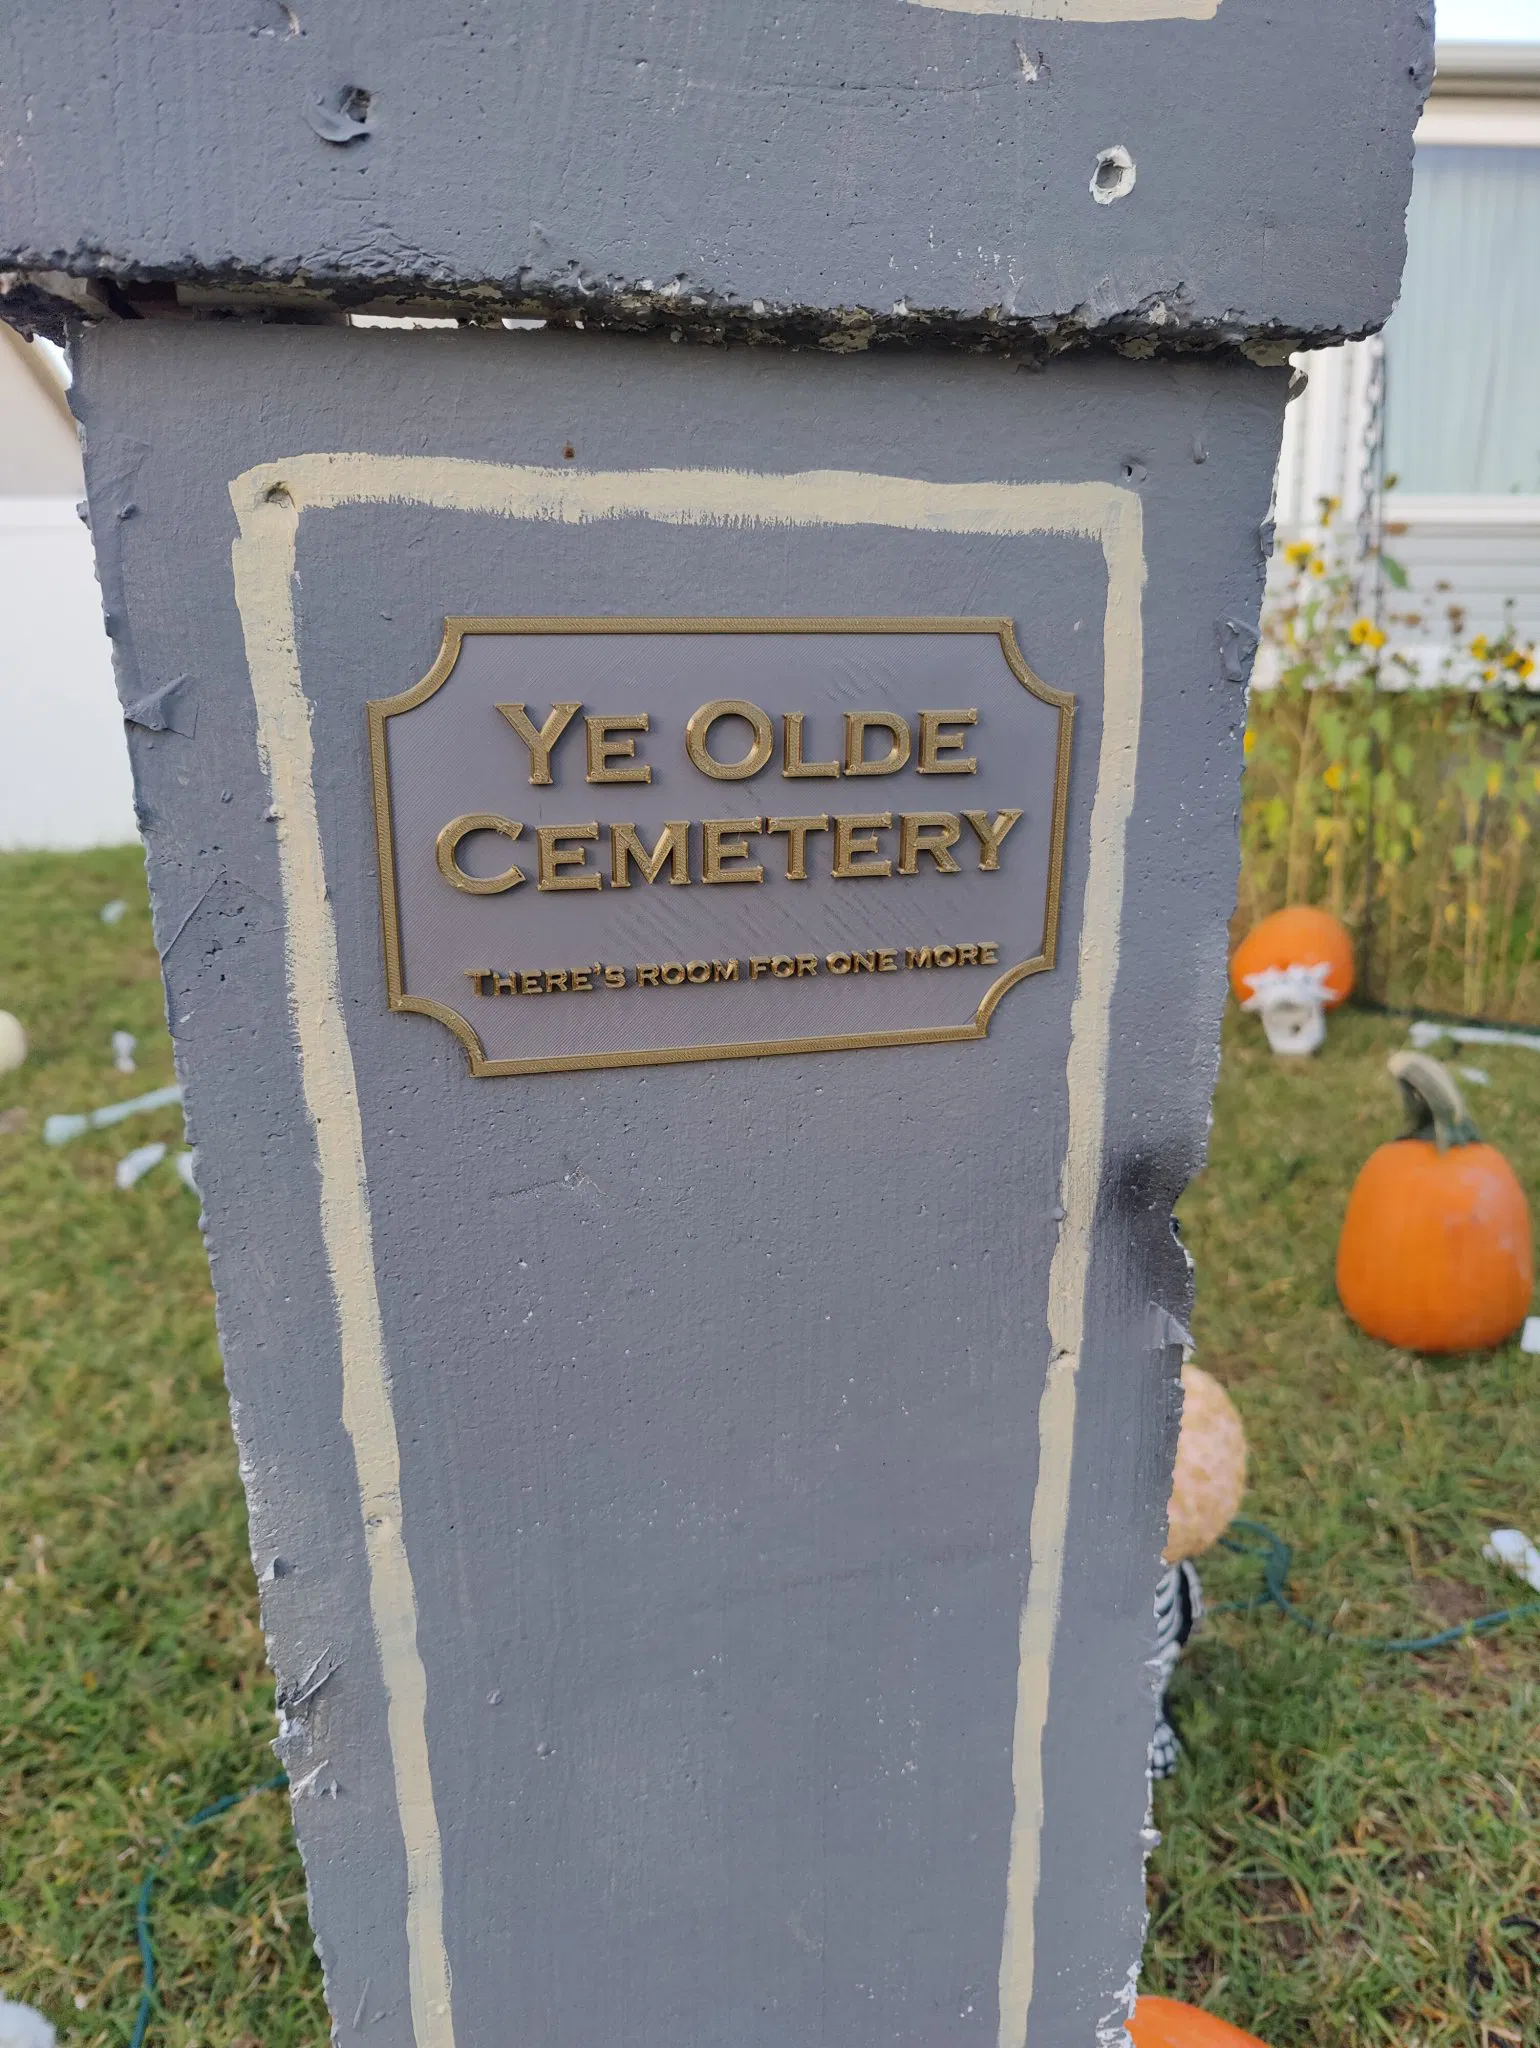 YE OLDE
CEMETERY
THERE'S ROOM FOR ONE MORE